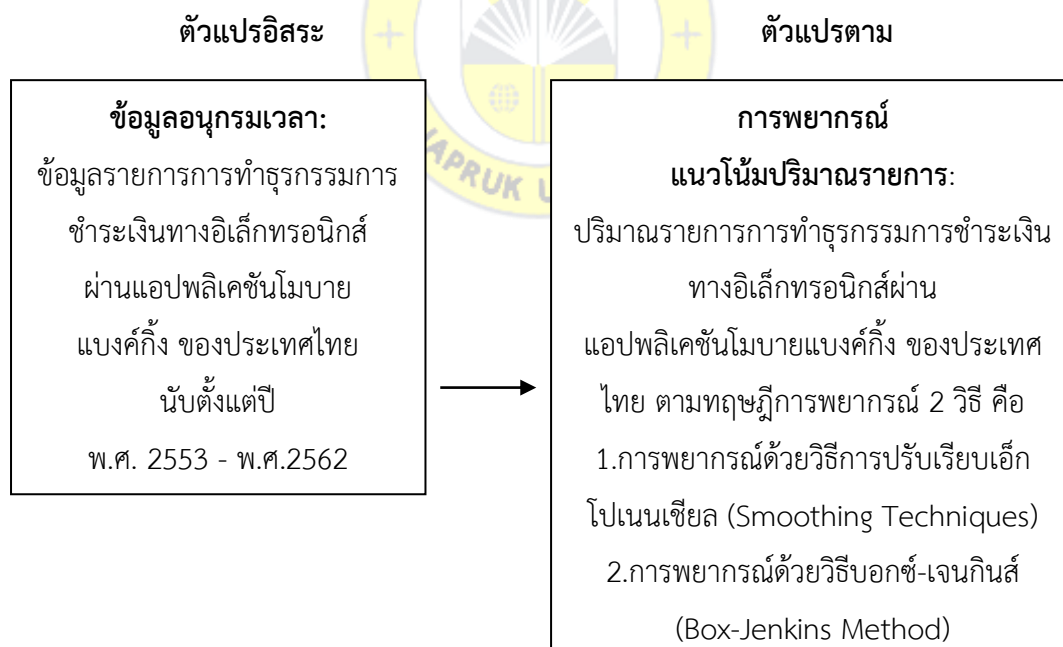 ตัวแปรอิสระ
ตัวแปรตาม
ข้อมูลอนุกรมเวลา:
ข้อมูลรายการการทำธุรกรรมการ
ชำระเงินทางอิเล็กทรอนิกส์
ผ่านแอปพลิเคชันโมบาย
แบงค์กิ้ง ของประเทศไทย
นับตั้งแต่ปี
พ.ศ. 2553 - พ.ศ.2562
การพยากรณ์
แนวโน้มปริมาณรายการ:
ปริมาณรายการการทำธุรกรรมการชำระเงิน
ทางอิเล็กทรอนิกส์ผ่าน
แอปพลิเคชันโมบายแบงค์กิ้ง ของประเทศ
ไทย ตามทฤษฎีการพยากรณ์ 2 วิธี คือ
1.การพยากรณ์ด้วยวิธีการปรับเรียบเอ็ก
โปเนนเชียล (Smoothing Techniques)
2.การพยากรณ์ด้วยวิธีบอกซ์-เจนกินส์
(Box-Jenkins Method)
APRUK U